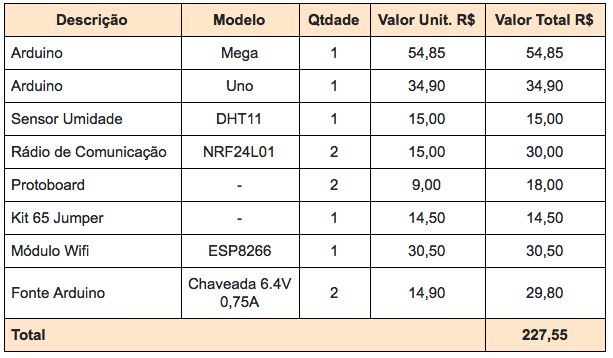 Descrição Modelo Qtdade Valor Unit. R$ Valor Total R$
Arduino Mega 1 54,85 54,85
Arduino Uno 1 34,90 34,90
Sensor Umidade DHT11 1 15,00 15,00
Rádio de Comunicação NRF24L01 2 15,00 30,00
Protoboard - 2 9,00 18,00
Kit 65 Jumper - 1 14,50 14,50
Módulo Wifi ESP8266 1 30,50 30,50
Fonte Arduino Chaveada 6.4V 2 14,90 29,80
0,75A
Total 227,55